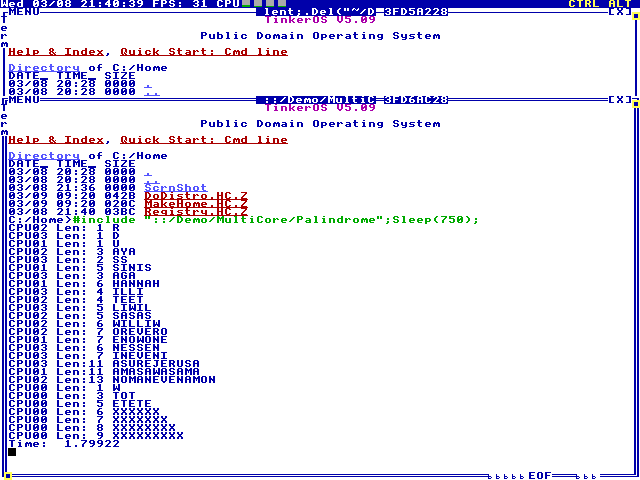 Wed 03/08 21:40:39 FPS: 31 CPU CTRL ALT
MENU lent:.Del("~/D 3FD5A228 [X]
Term
TinkerOS V5.09
Public Domain Operating System
Help & Index, Quick Start: Cmd line
Directory of C:/Home
DATE_ TIME_ SIZE
03/08 20:28 0000 .
03/08 20:28 0000 ..
MENU ::/Demo/MultiC 3FD6AC28 [X]
Term
TinkerOS V5.09
Public Domain Operating System
Help & Index, Quick Start: Cmd line
Directory of C:/Home
DATE_ TIME_ SIZE
03/08 20:28 0000 .
03/08 20:28 0000 ..
03/08 21:36 0000 ScrnShot
03/09 09:20 042B DoDistro.HC.Z
03/09 09:20 020C MakeHome.HC.Z
03/08 21:40 03BC Registry.HC.Z
C:/Home>#include "::/Demo/MultiCore/Palindrome";Sleep(750);
CPU02 Len: 1 R
CPU03 Len: 1 D
CPU01 Len: 1 U
CPU02 Len: 3 AYA
CPU03 Len: 2 SS
CPU01 Len: 5 SINIS
CPU03 Len: 3 AGA
CPU01 Len: 6 HANNAH
CPU03 Len: 4 ILLI
CPU02 Len: 4 TEET
CPU03 Len: 5 LIWIL
CPU02 Len: 5 SASAS
CPU02 Len: 6 WILLIW
CPU02 Len: 7 OREVERO
CPU01 Len: 7 ENOWONE
CPU03 Len: 6 NESSEN
CPU03 Len: 7 INEVENI
CPU03 Len:11 ASUREJERUSA
CPU01 Len:11 AMASAWASAMA
CPU02 Len:13 NOMANEVENAMON
CPU00 Len: 1 W
CPU00 Len: 3 TOT
CPU00 Len: 5 ETETE
CPU00 Len: 6 XXXXXX
CPU00 Len: 7 XXXXXXX
CPU00 Len: 8 XXXXXXXX
CPU00 Len: 9 XXXXXXXXX
Time: 1.79922
EOF